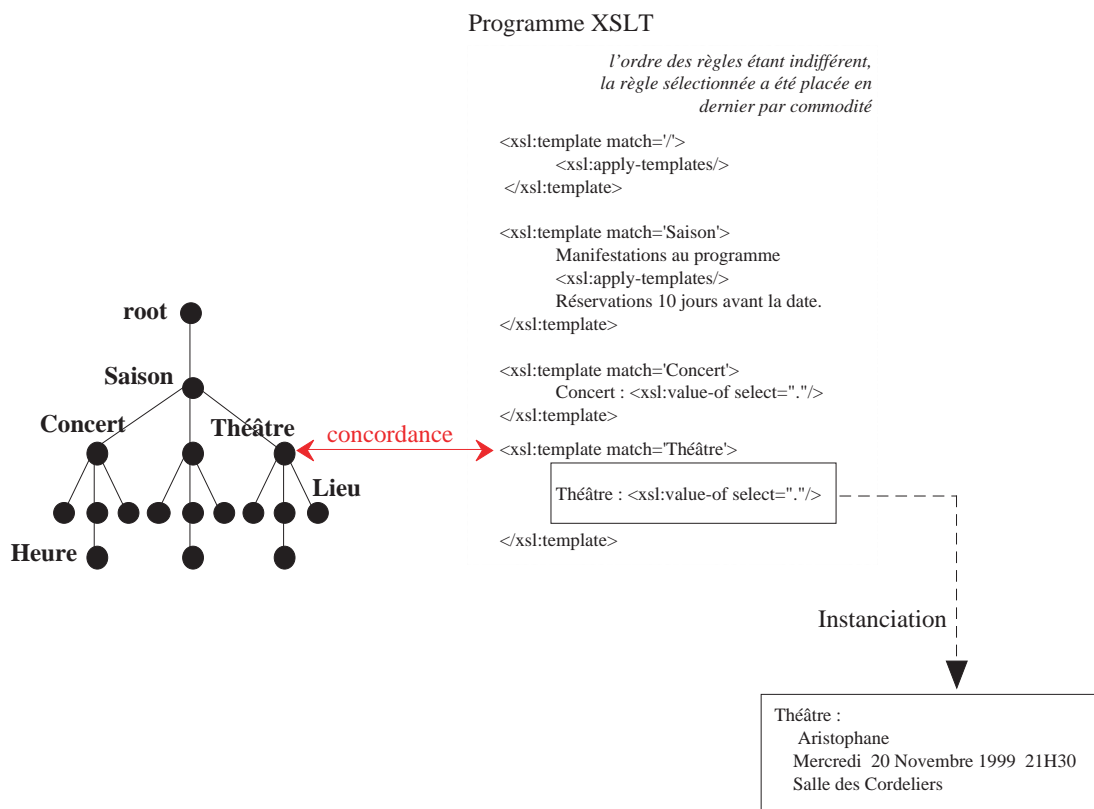 Programme XSLT
l'ordre des règles étant indifférent,
la règle sélectionnée a été placée en
dernier par commodité
<xsl:template match='/'>
<xsl:apply-templates/>
</xsl:template>
<xsl:template match='Saison'>
Manifestations au programme
<xsl:apply-templates/>
Réservations 10 jours avant la date.
</xsl:template>
<xsl:template match='Concert'>
Concert : <xsl:value-of select="."/>
</xsl:template>
<xsl:template match='Théâtre'>
Théâtre : <xsl:value-of select="."/>
</xsl:template>
root
Saison
Concert
Théâtre
concordance
Lieu
Heure
Instanciation
Théâtre :
Aristophane
Mercredi 20 Novembre 1999 21H30
Salle des Cordeliers